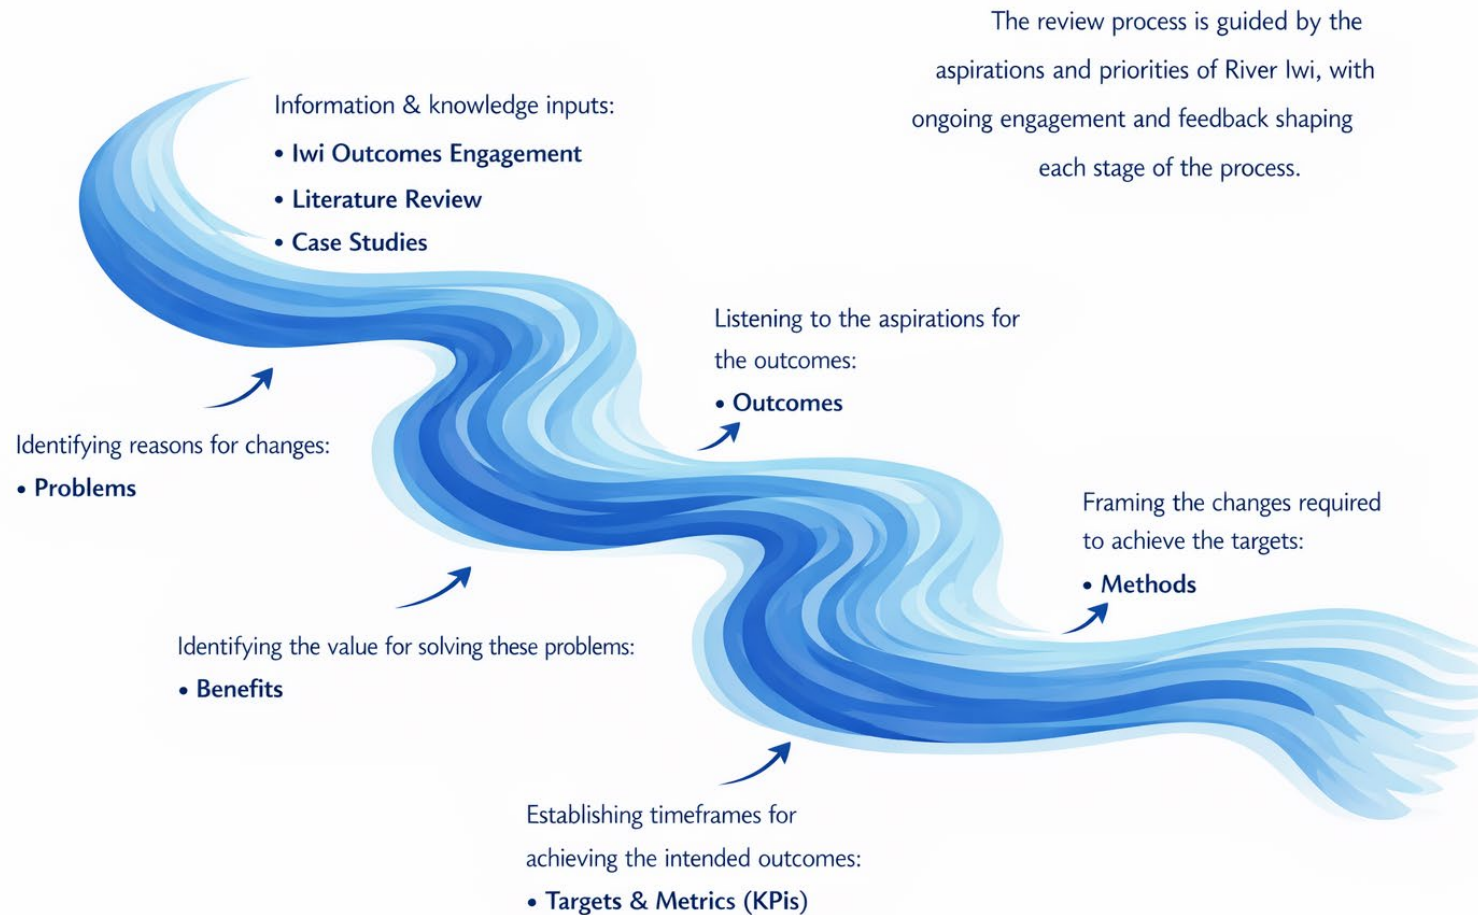 The review process is guided by the
aspirations and priorities of River Iwi, with
ongoing engagement and feedback shaping
each stage of the process.
Information & knowledge inputs:
• Iwi Outcomes Engagement
• Literature Review
• Case Studies
Identifying reasons for changes:
• Problems
Listening to the aspirations for
the outcomes:
• Outcomes
Identifying the value for solving these problems:
• Benefits
Framing the changes required
to achieve the targets:
• Methods
Establishing timeframes for
achieving the intended outcomes:
• Targets & Metrics (KPis)